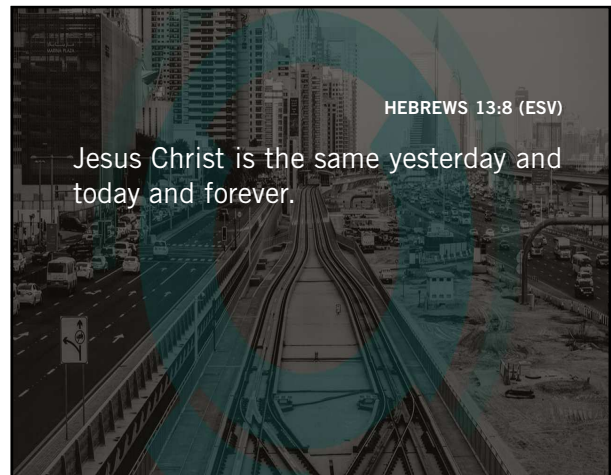 HEBREWS 13:8 (ESV)
Jesus Christ is the same yesterday and
today and forever.